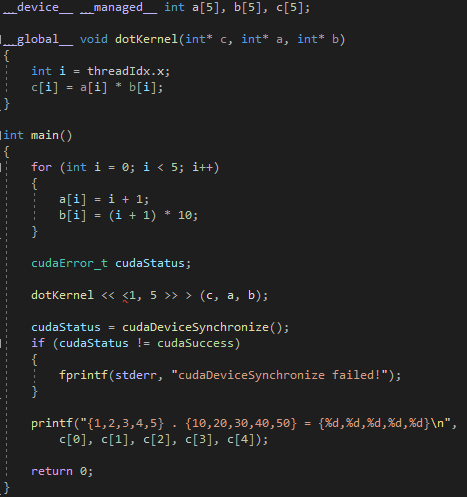 __device__ __managed__ int a[5], b[5], c[5];
__global__ void dotKernel(int* c, int* a, int* b)
{
    int i = threadIdx.x;
    c[i] = a[i] * b[i];
}
int main()
{
    for (int i = 0; i < 5; i++)
    {
        a[i] = i + 1;
        b[i] = (i + 1) * 10;
    }
    cudaError_t cudaStatus;
    dotKernel << <1, 5 >> > (c, a, b);
    cudaStatus = cudaDeviceSynchronize();
    if (cudaStatus != cudaSuccess)
    {
        fprintf(stderr, "cudaDeviceSynchronize failed!");
    }
    printf("{1,2,3,4,5} . {10,20,30,40,50} = {%d,%d,%d,%d,%d}\n",
        c[0], c[1], c[2], c[3], c[4]);
    return 0;
}